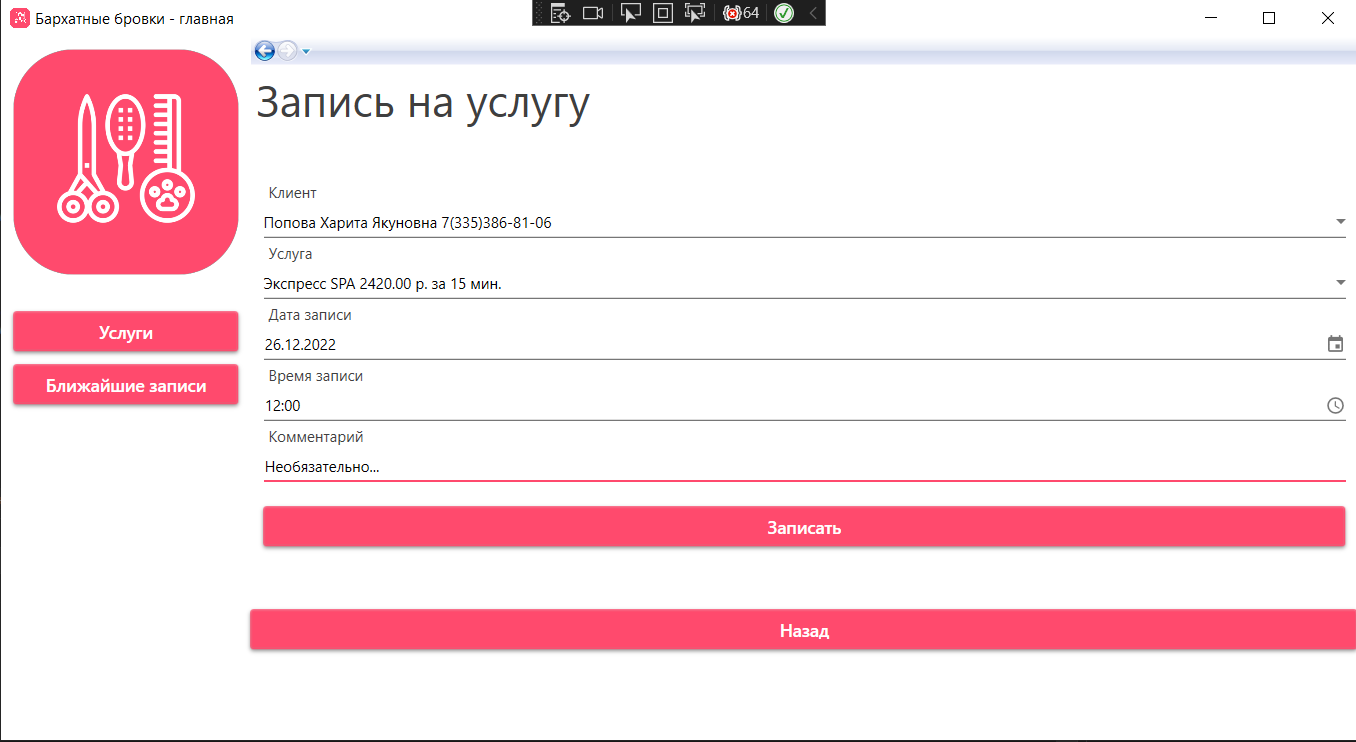 Бархатные бровки - главная
64
Запись на услугу
Клиент
Попова Харита Якуновна 7(335)386-81-06
Услуга
Экспресс SPA 2420.00 р. за 15 мин.
Дата записи
26.12.2022
Время записи
12:00
Комментарий
Необязательно...
Записать
Назад
Услуги
Ближайшие записи